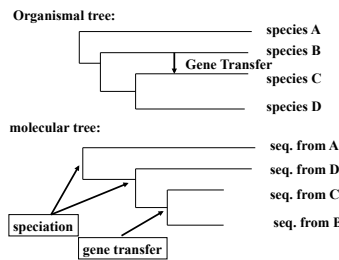 Organismal tree:
species A
species B
Gene Transfer
species C
species D
molecular tree:
seq. from A
seq. from D
seq. from C
seq. from B
speciation
gene transfer